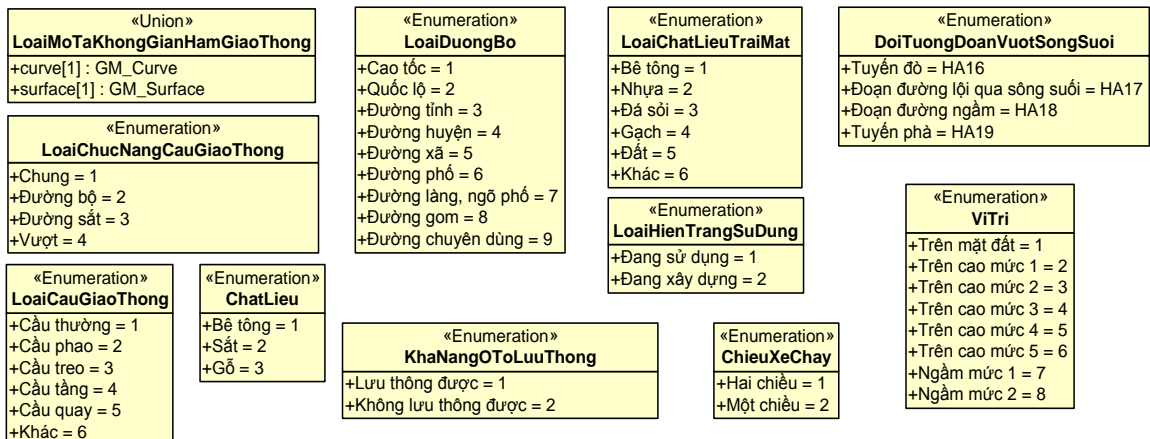 «Union»
LoaiMoTaKhongGianHamGiaoThong
+curve[1] : GM_Curve
+surface[1] : GM_Surface
«Enumeration»
LoaiChucNangCauGiaoThong
+Chung = 1
+Đường bộ = 2
+Đường sắt = 3
+Vượt = 4
«Enumeration»
LoaiCauGiaoThong
+Cầu thường = 1
+Cầu phao = 2
+Cầu treo = 3
+Cầu tầng = 4
+Cầu quay = 5
+Khác = 6
«Enumeration»
ChatLieu
+Bê tông = 1
+Sắt = 2
+Gỗ = 3
«Enumeration»
LoaiDuongBo
+Cao tốc = 1
+Quốc lộ = 2
+Đường tỉnh = 3
+Đường huyện = 4
+Đường xã = 5
+Đường phố = 6
+Đường làng, ngõ phố = 7
+Đường gom = 8
+Đường chuyên dùng = 9
«Enumeration»
LoaiChatLieuTraiMat
+Bê tông = 1
+Nhựa = 2
+Đá sỏi = 3
+Gạch = 4
+Đất = 5
+Khác = 6
«Enumeration»
LoaiHienTrangSuDung
+Đang sử dụng = 1
+Đang xây dựng = 2
«Enumeration»
KhaNangOToLuuThong
+Lưu thông được = 1
+Không lưu thông được = 2
«Enumeration»
ChieuXeChay
+Hai chiều = 1
+Một chiều = 2
«Enumeration»
DoiTuongDoanVuotSongSuoi
+Tuyến đò = HA16
+Đoạn đường lội qua sông suối = HA17
+Đoạn đường ngầm = HA18
+Tuyến phà = HA19
«Enumeration»
ViTri
+Trên mặt đất = 1
+Trên cao mức 1 = 2
+Trên cao mức 2 = 3
+Trên cao mức 3 = 4
+Trên cao mức 4 = 5
+Trên cao mức 5 = 6
+Ngầm mức 1 = 7
+Ngầm mức 2 = 8